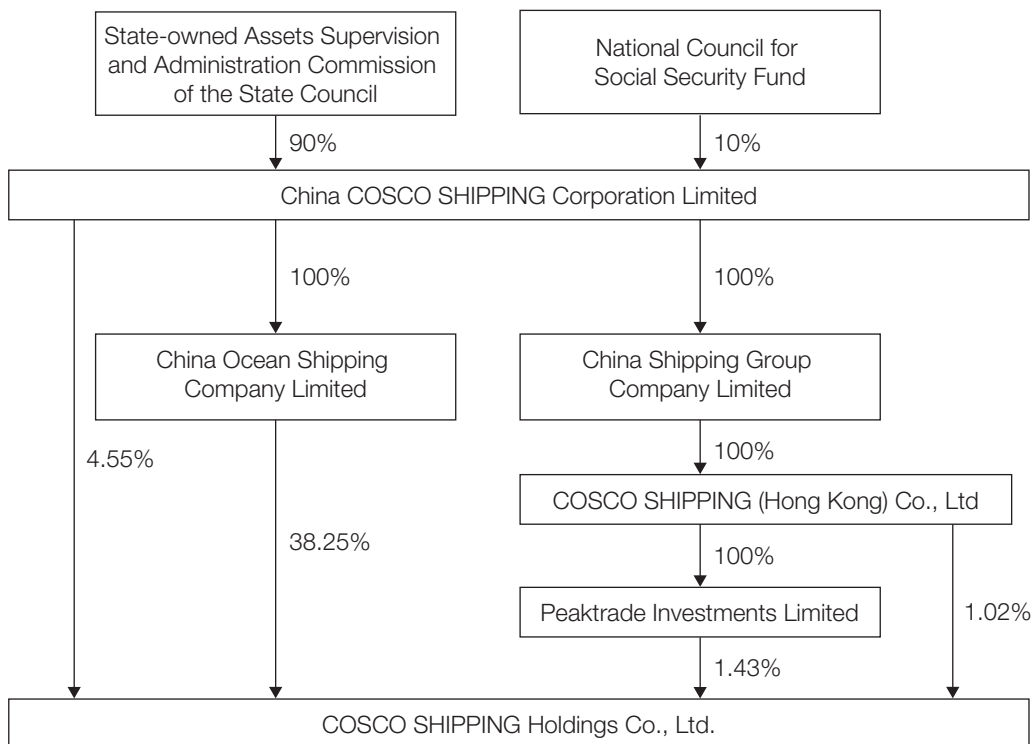 State-owned Assets Supervision
and Administration Commission
of the State Council
National Council for
Social Security Fund
90%
10%
China COSCO SHIPPING Corporation Limited
100%
100%
China Ocean Shipping
Company Limited
China Shipping Group
Company Limited
4.55%
100%
COSCO SHIPPING (Hong Kong) Co., Ltd
38.25%
100%
Peaktrade Investments Limited
1.02%
1.43%
COSCO SHIPPING Holdings Co., Ltd.